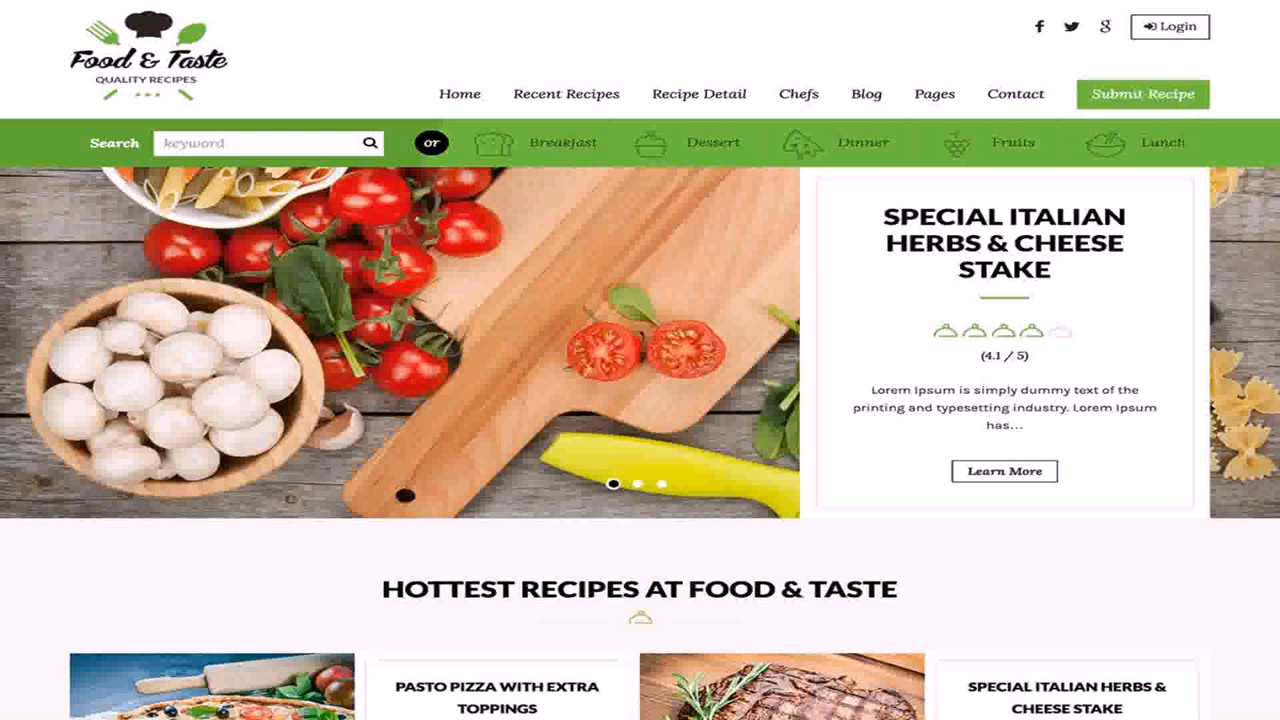 Food & Taste
QUALITY RECIPES
Login
Home Recent Recipes Recipe Detail Chefs Blog Pages Contact Submit Recipe
Search keyword or Breakfast Dessert Dinner Fruits Lunch
SPECIAL ITALIAN
HERBS & CHEESE
STAKE
(4.1 / 5)
Lorem Ipsum is simply dummy text of the
printing and typesetting industry. Lorem Ipsum
has...
Learn More
HOTTEST RECIPES AT FOOD & TASTE
PASTO PIZZA WITH EXTRA
TOPPINGS
SPECIAL ITALIAN HERBS &
CHEESE STAKE